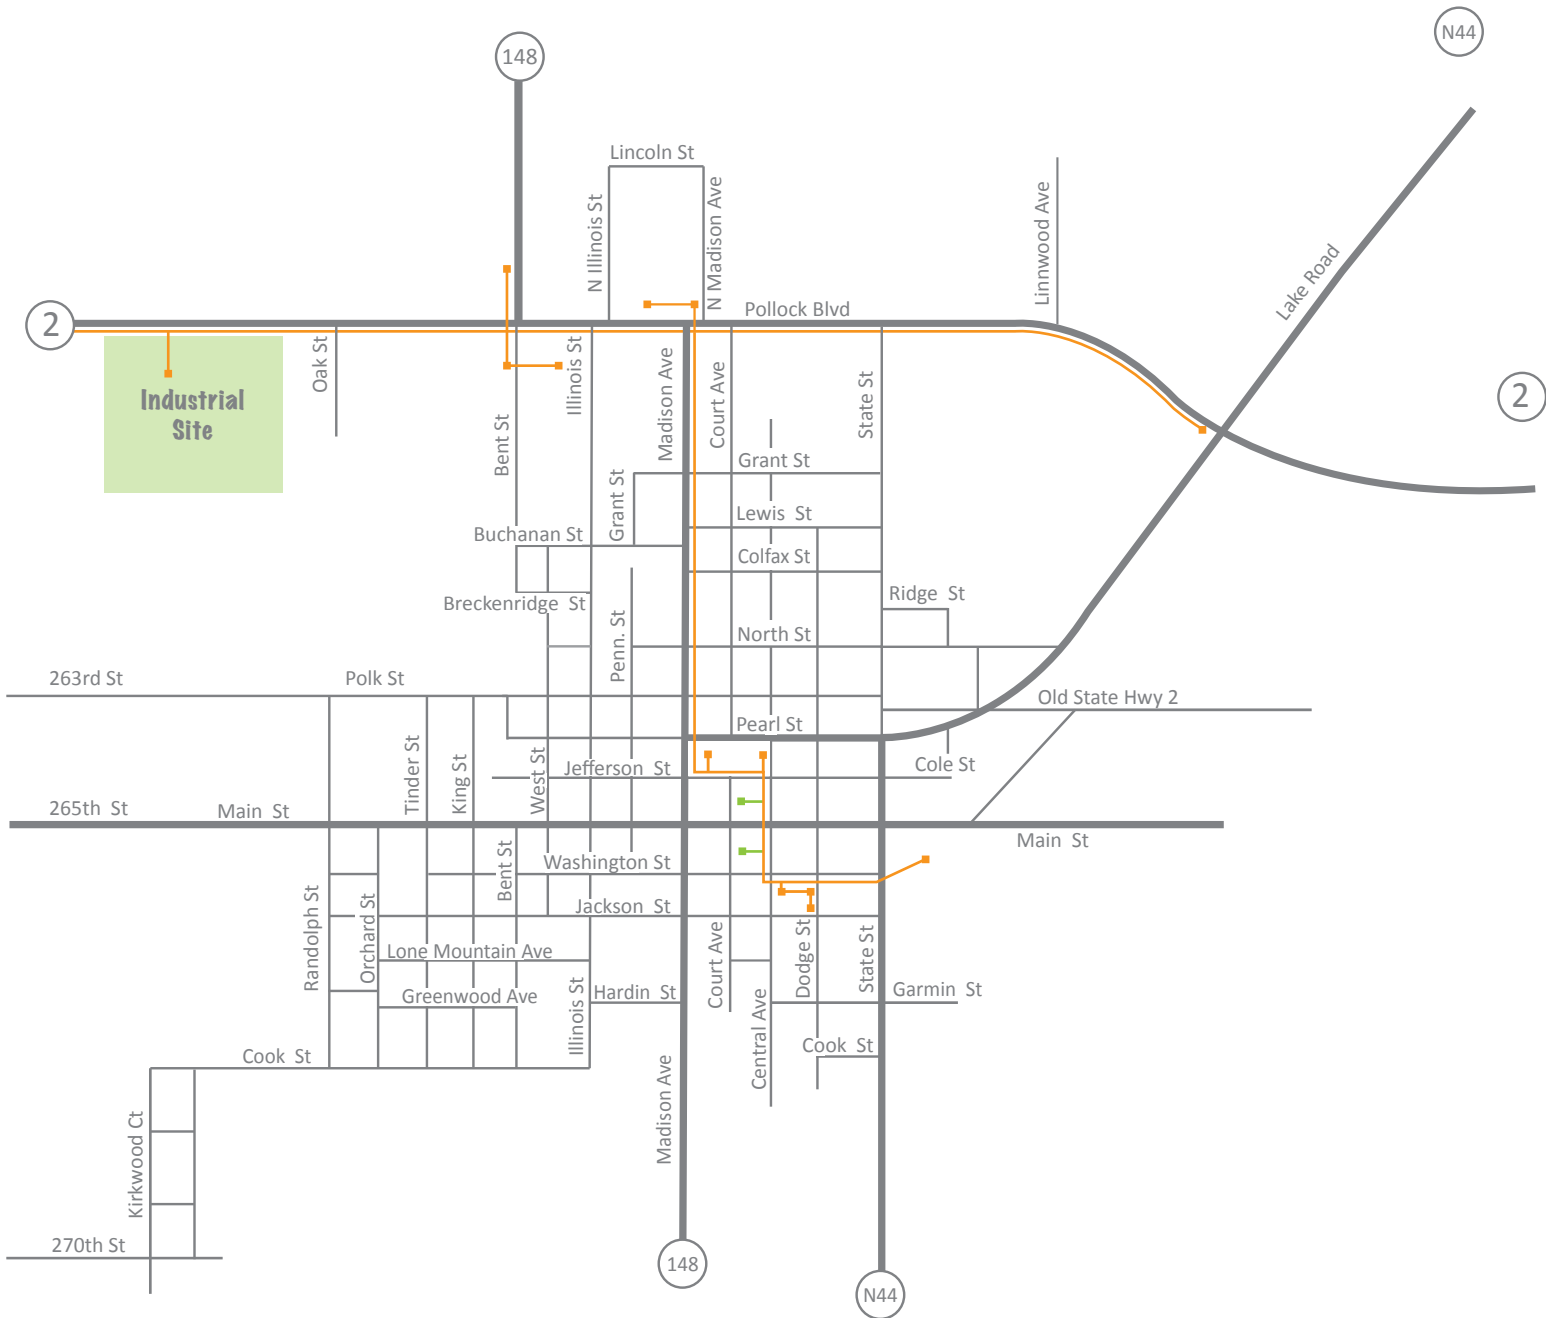 N44
148
Lincoln St
N Illinois St
N Madison Ave
Linnwood Ave
Lake Road
2
Pollock Blvd
Oak St
Illinois St
Madison Ave
Court Ave
State St
2
Industrial
Site
Bent St
Grant St
Grant St
Lewis St
Buchanan St
Colfax St
Breckenridge St
Ridge St
Penn. St
North St
263rd St
Polk St
Old State Hwy 2
Pearl St
Tinder St
King St
West St
Jefferson St
Cole St
265th St
Main St
Main St
Bent St
Washington St
Randolph St
Orchard St
Jackson St
Court Ave
Dodge St
State St
Lone Mountain Ave
Greenwood Ave
Illinois St
Hardin St
Garmin St
Central Ave
Cook St
Cook St
Madison Ave
Kirkwood Ct
270th St
148
N44